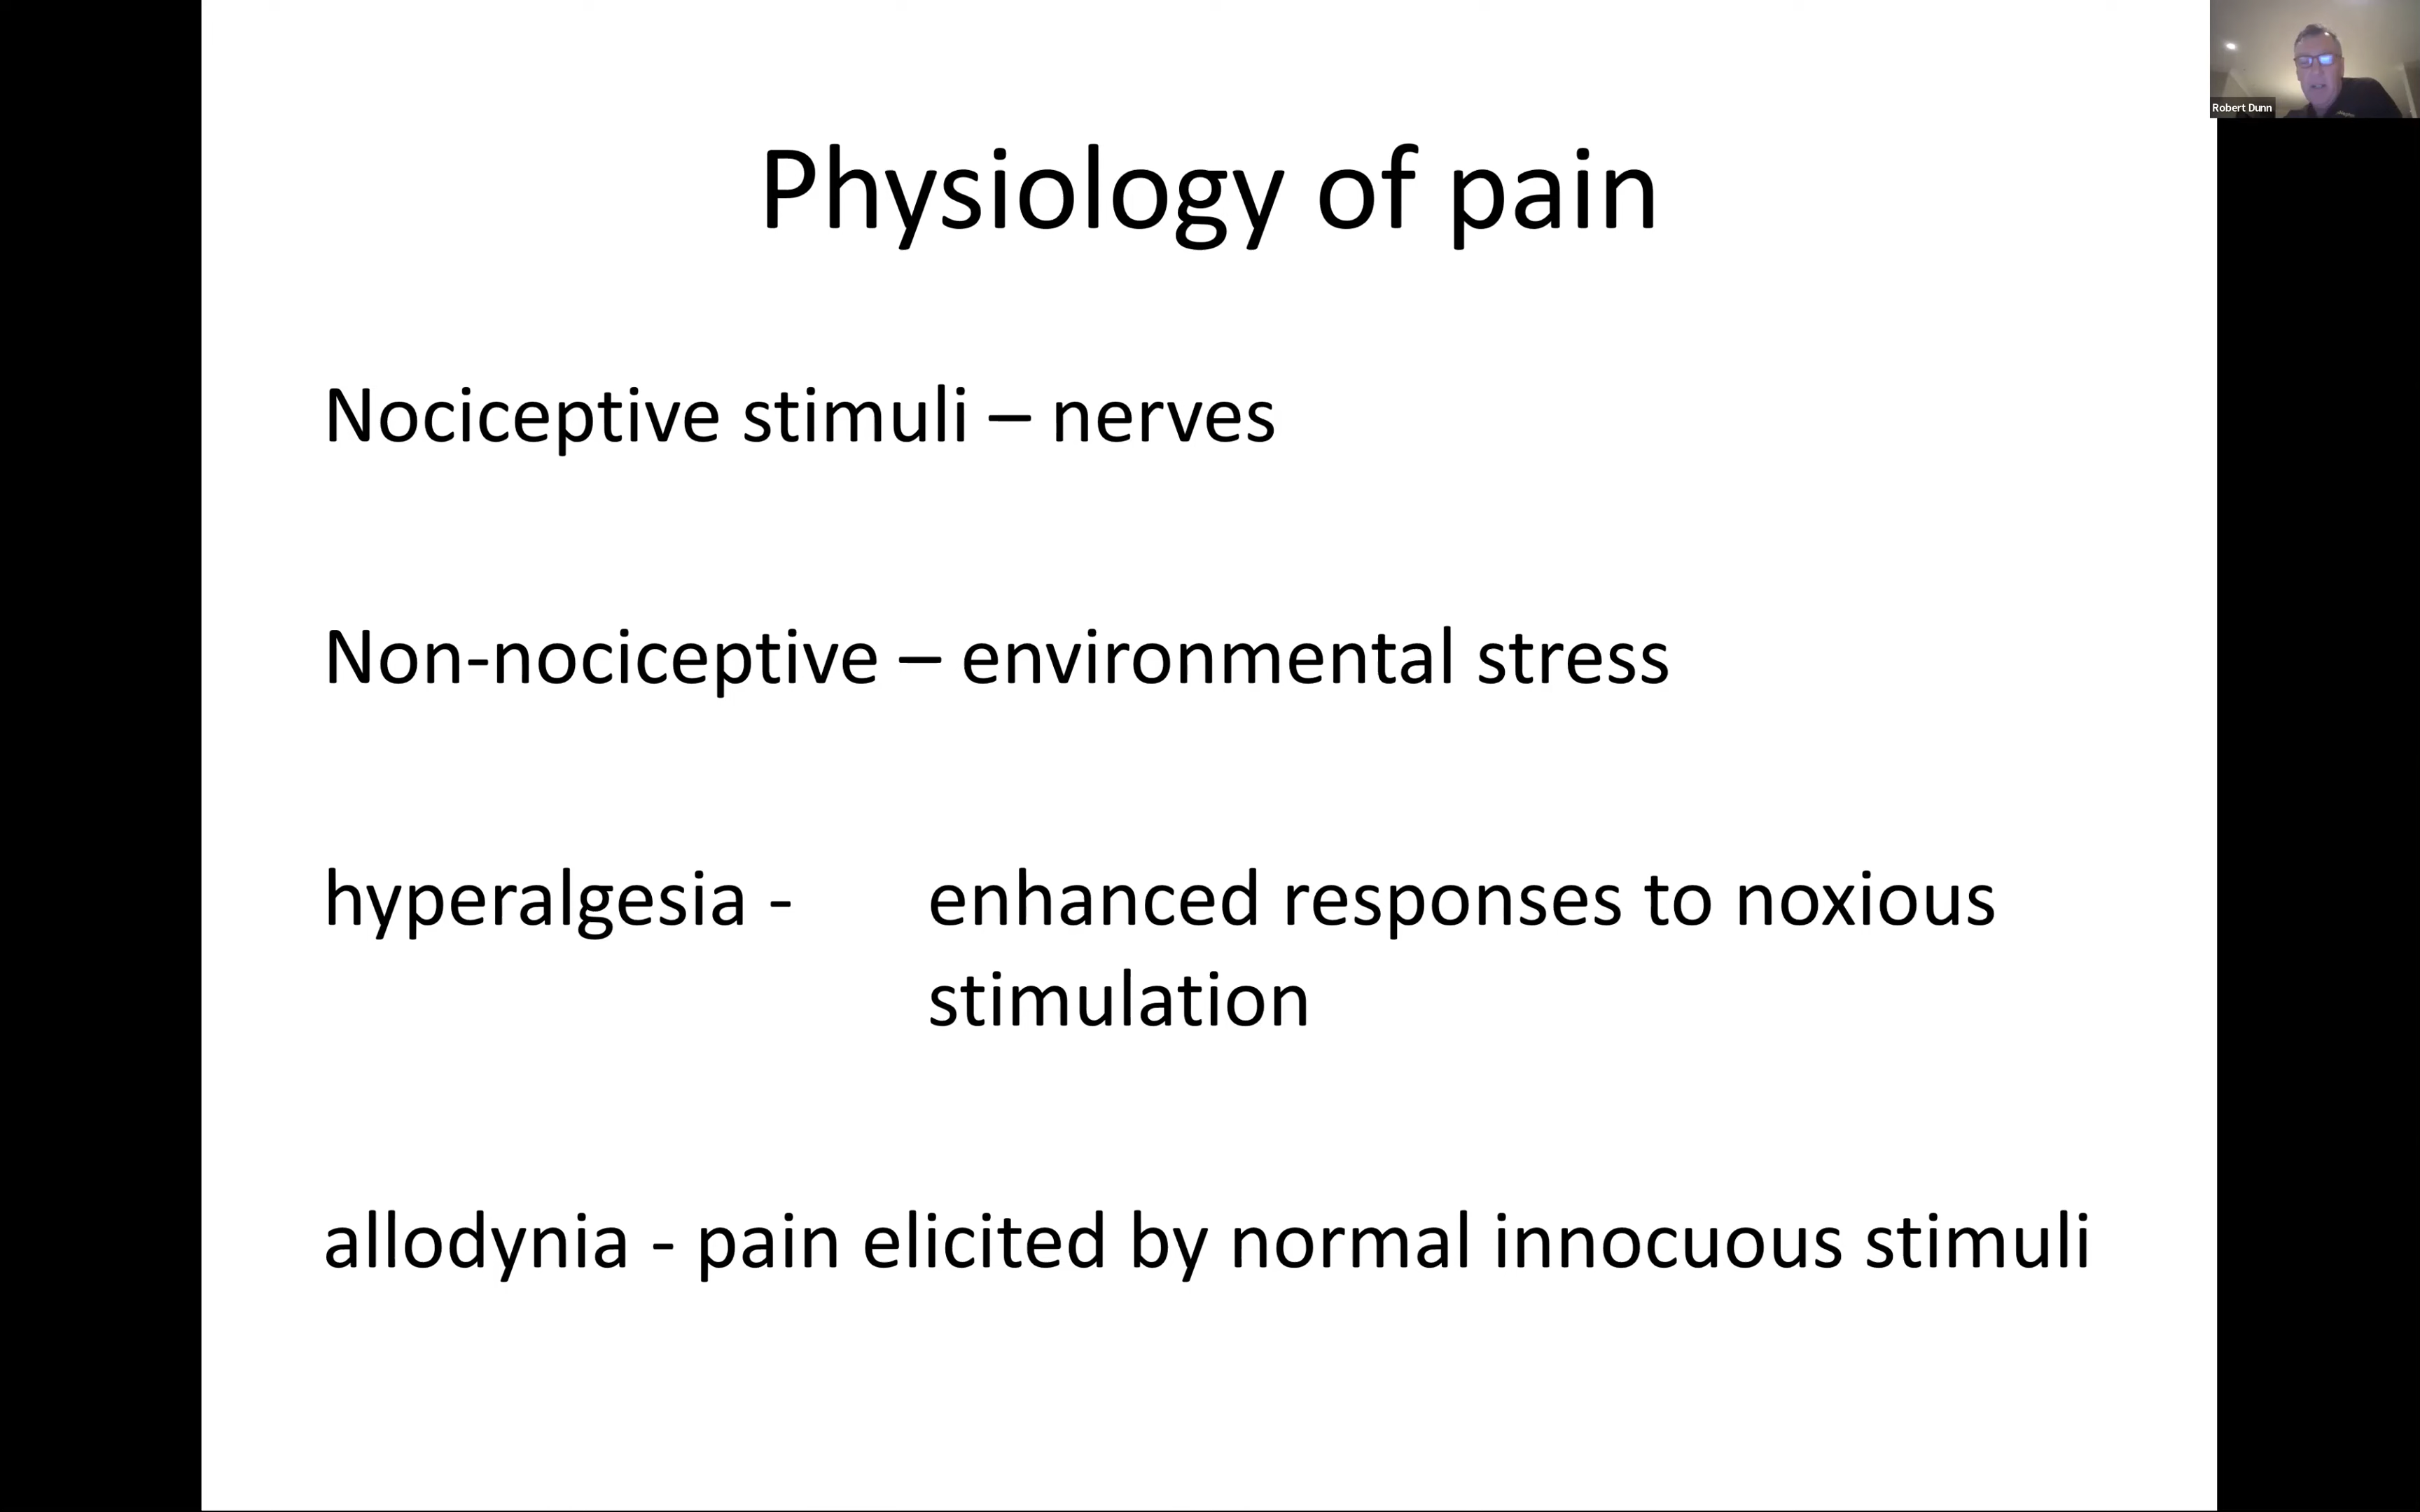 Robert Dunn
Physiology of pain
Nociceptive stimuli – nerves
Non-nociceptive – environmental stress
hyperalgesia - enhanced responses to noxious
stimulation
allodynia - pain elicited by normal innocuous stimuli